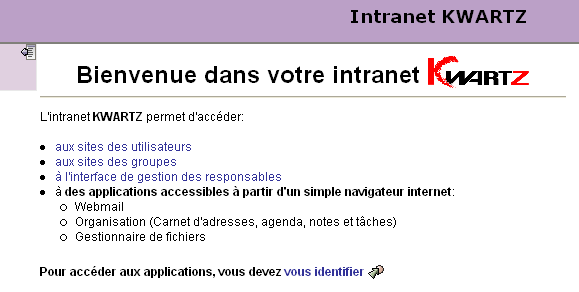 Intranet KWARTZ
Bienvenue dans votre intranet KWARTZ
L'intranet KWARTZ permet d'accéder:
aux sites des utilisateurs
aux sites des groupes
à l'interface de gestion des responsables
à des applications accessibles à partir d'un simple navigateur internet:
Webmail
Organisation (Carnet d'adresses, agenda, notes et tâches)
Gestionnaire de fichiers
Pour accéder aux applications, vous devez vous identifier